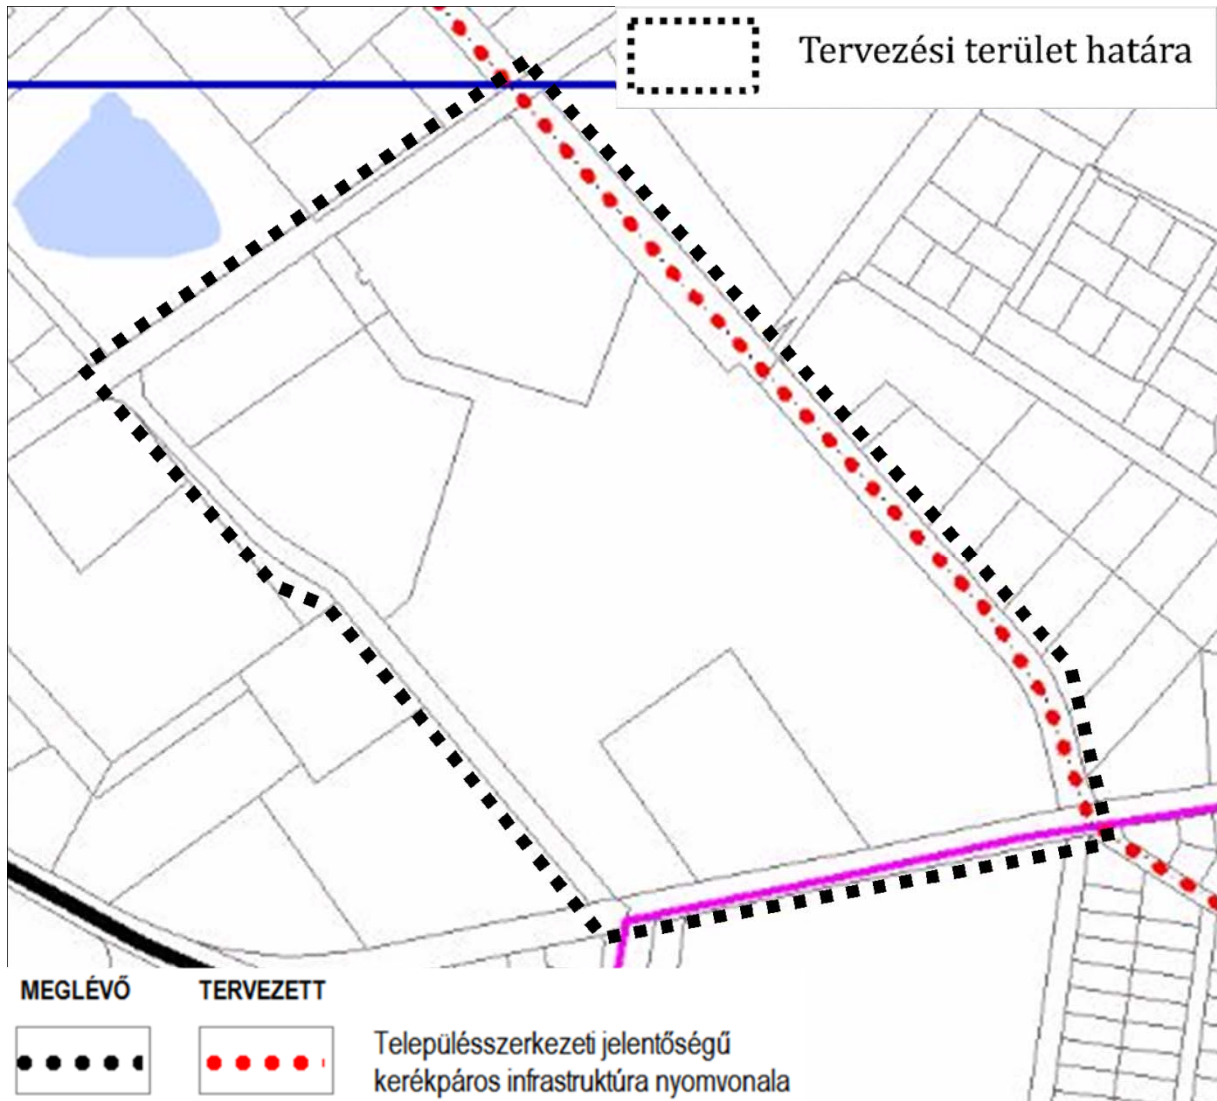 Tervezési terület határa
MEGLÉVŐ TERVEZETT
Településszerkezeti jelentőségű
kerékpáros infrastruktúra nyomvonala